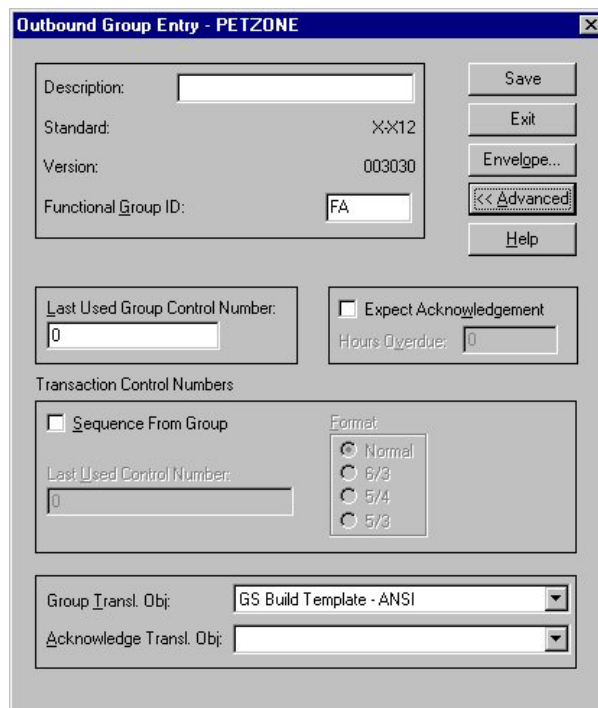 Outbound Group Entry - PETZONE
Description:
Standard: X-X12
Version: 003030
Functional Group ID: FA
Save
Exit
Envelope...
<< Advanced
Help
Last Used Group Control Number:
0
Expect Acknowledgement
Hours Overdue: 0
Transaction Control Numbers
Sequence From Group
Last Used Control Number:
0
Format
Normal
6/3
5/4
5/3
Group Transl. Obj: GS Build Template - ANSI
Acknowledge Transl. Obj: